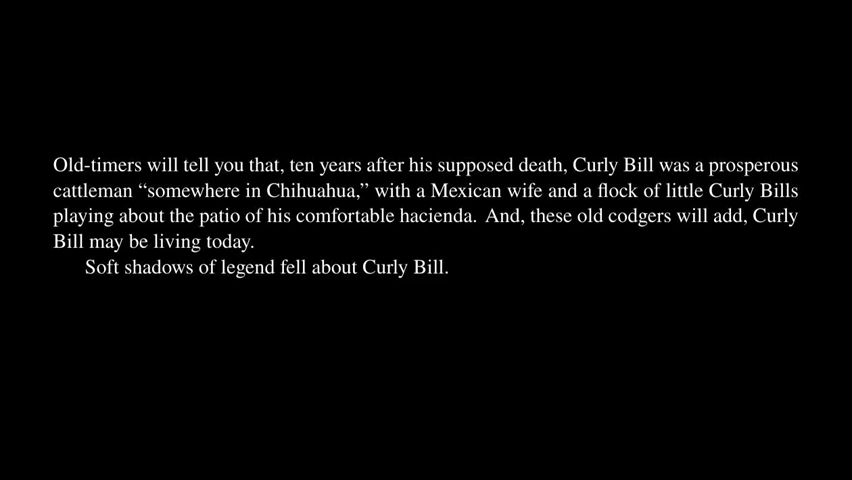 Old-timers will tell you that, ten years after his supposed death, Curly Bill was a prosperous
cattleman “somewhere in Chihuahua,” with a Mexican wife and a flock of little Curly Bills
playing about the patio of his comfortable hacienda. And, these old codgers will add, Curly
Bill may be living today.
Soft shadows of legend fell about Curly Bill.